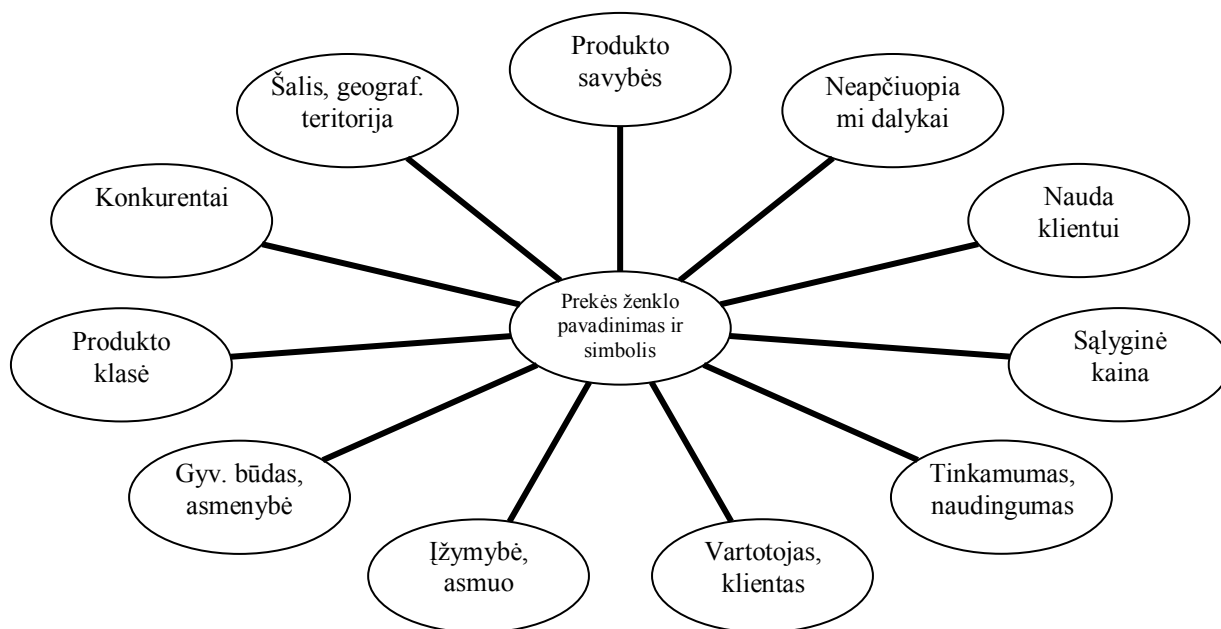 Produkto
savybės
Neapčiuopia
mi dalykai
Nauda
klientui
Sąlyginė
kaina
Tinkamumas,
naudingumas
Vartotojas,
klientas
Įžymybė,
asmuo
Gyv. būdas,
asmenybė
Produkto
klasė
Konkurentai
Šalis, geograf.
teritorija
Prekės ženklo
pavadinimas ir
simbolis